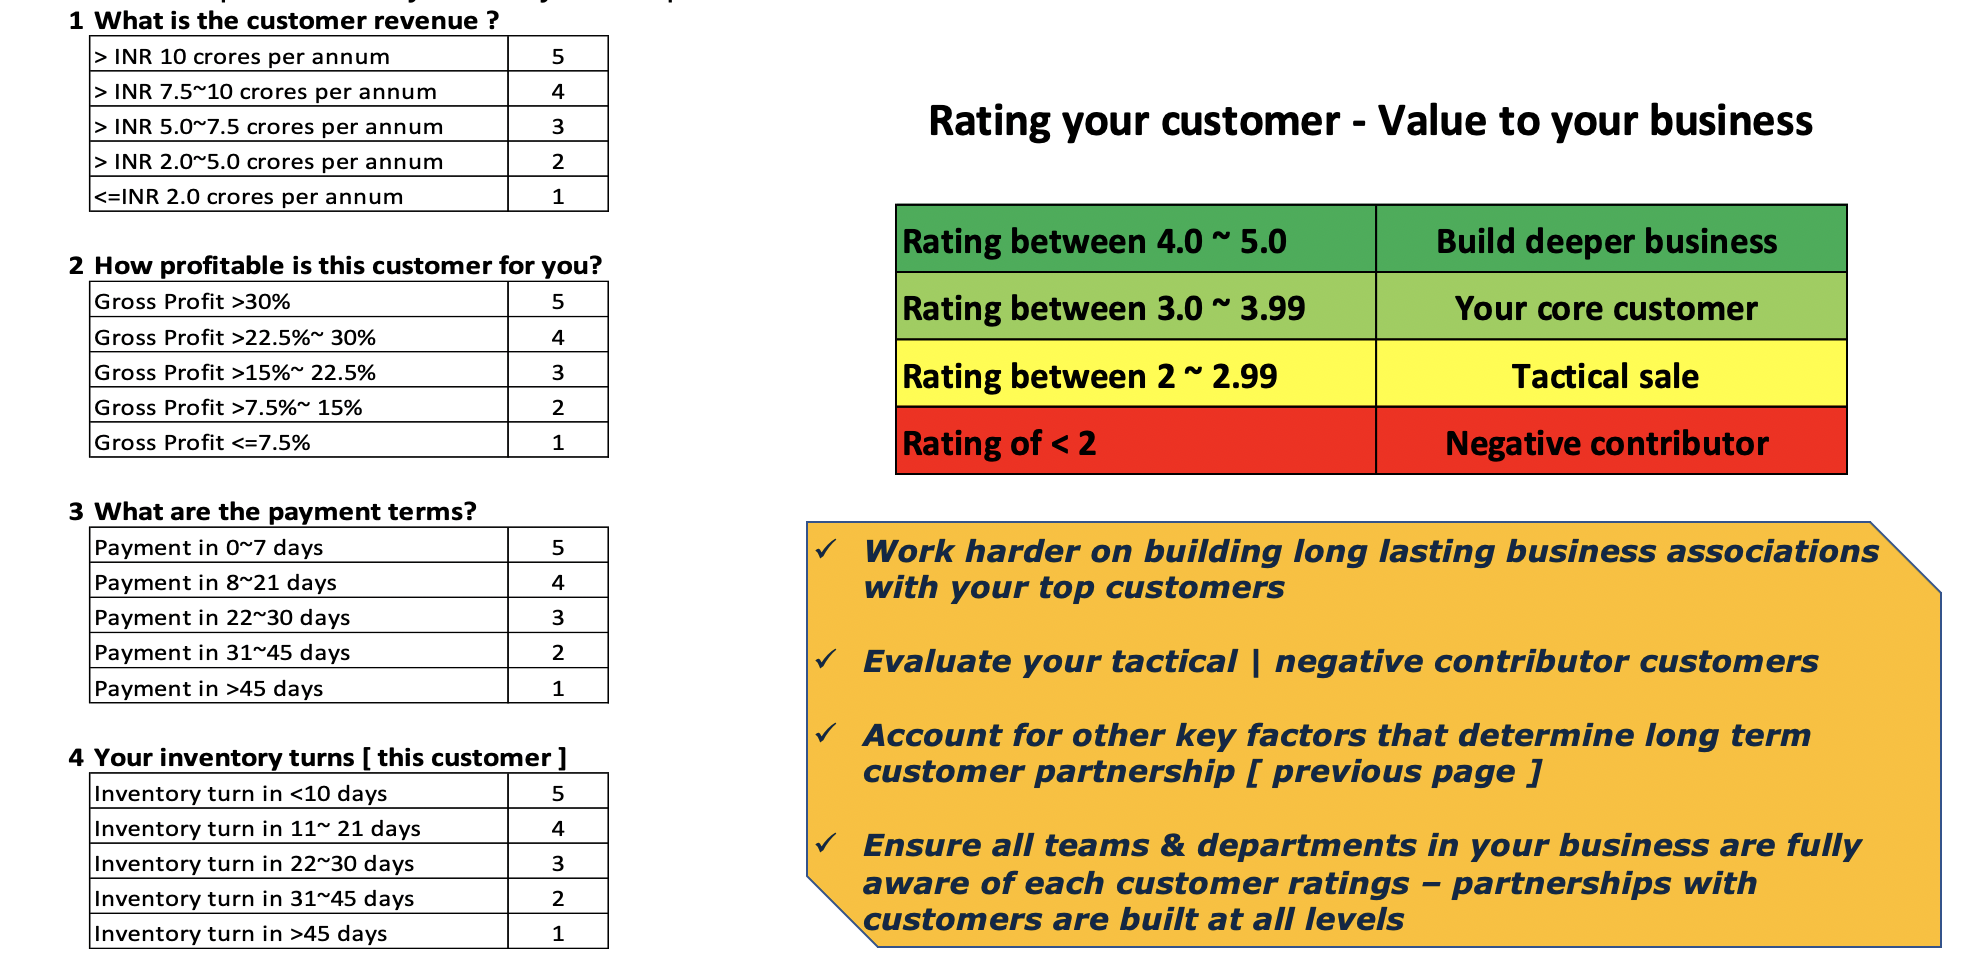 1 What is the customer revenue ?
> INR 10 crores per annum 5
> INR 7.5~10 crores per annum 4
> INR 5.0~7.5 crores per annum 3
> INR 2.0~5.0 crores per annum 2
<=INR 2.0 crores per annum 1
2 How profitable is this customer for you?
Gross Profit >30% 5
Gross Profit >22.5%~ 30% 4
Gross Profit >15%~ 22.5% 3
Gross Profit >7.5%~ 15% 2
Gross Profit <=7.5% 1
3 What are the payment terms?
Payment in 0~7 days 5
Payment in 8~21 days 4
Payment in 22~30 days 3
Payment in 31~45 days 2
Payment in >45 days 1
4 Your inventory turns [ this customer ]
Inventory turn in <10 days 5
Inventory turn in 11~ 21 days 4
Inventory turn in 22~30 days 3
Inventory turn in 31~45 days 2
Inventory turn in >45 days 1
Rating your customer - Value to your business
Rating between 4.0 ~ 5.0 Build deeper business
Rating between 3.0 ~ 3.99 Your core customer
Rating between 2 ~ 2.99 Tactical sale
Rating of < 2 Negative contributor
✓ Work harder on building long lasting business associations
with your top customers
✓ Evaluate your tactical | negative contributor customers
✓ Account for other key factors that determine long term
customer partnership [ previous page ]
✓ Ensure all teams & departments in your business are fully
aware of each customer ratings – partnerships with
customers are built at all levels